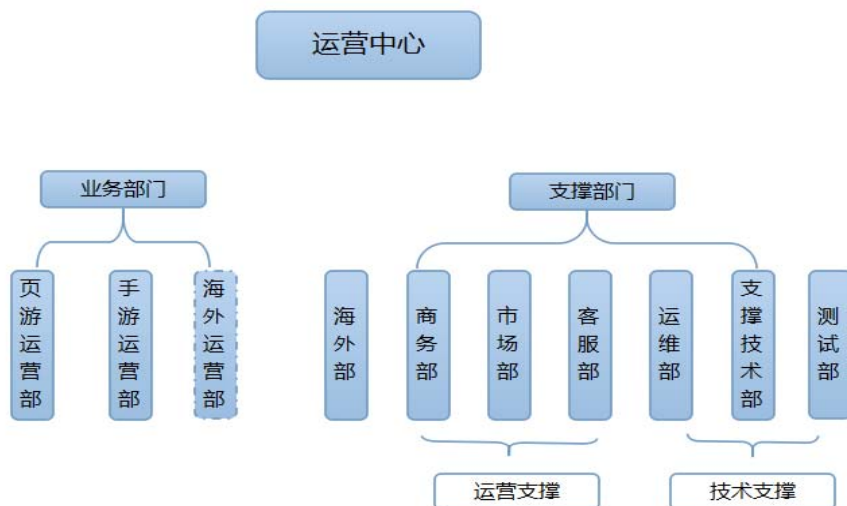 运营中心
业务部门
支撑部门
页游运营部
手游运营部
海外运营部
海外部
商务部
市场部
客服部
运维部
支撑技术部
测试部
运营支撑
技术支撑